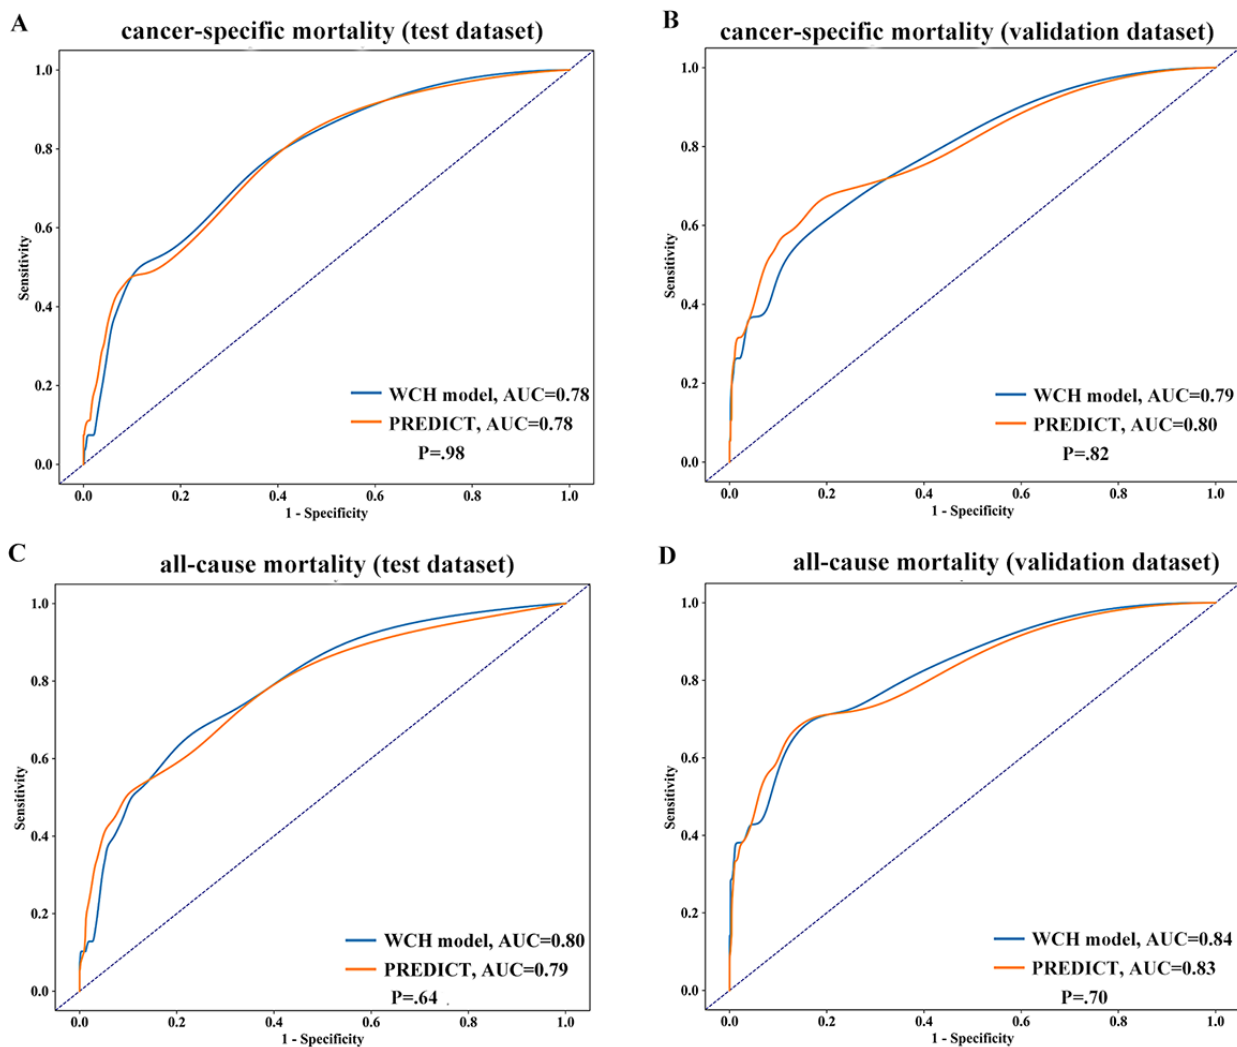 A
cancer-specific mortality (test dataset)
1.0
0.8
0.6
0.4
0.2
0.0
Sensitivity
WCH model, AUC=0.78
PREDICT, AUC=0.78
P=.98
0.0 0.2 0.4 0.6 0.8 1.0
1 - Specificity
B
cancer-specific mortality (validation dataset)
1.0
0.8
0.6
0.4
0.2
0.0
Sensitivity
WCH model, AUC=0.79
PREDICT, AUC=0.80
P=.82
0.0 0.2 0.4 0.6 0.8 1.0
1 - Specificity
C
all-cause mortality (test dataset)
1.0
0.8
0.6
0.4
0.2
0.0
Sensitivity
WCH model, AUC=0.80
PREDICT, AUC=0.79
P=.64
0.0 0.2 0.4 0.6 0.8 1.0
1 - Specificity
D
all-cause mortality (validation dataset)
1.0
0.8
0.6
0.4
0.2
0.0
Sensitivity
WCH model, AUC=0.84
PREDICT, AUC=0.83
P=.70
0.0 0.2 0.4 0.6 0.8 1.0
1 - Specificity